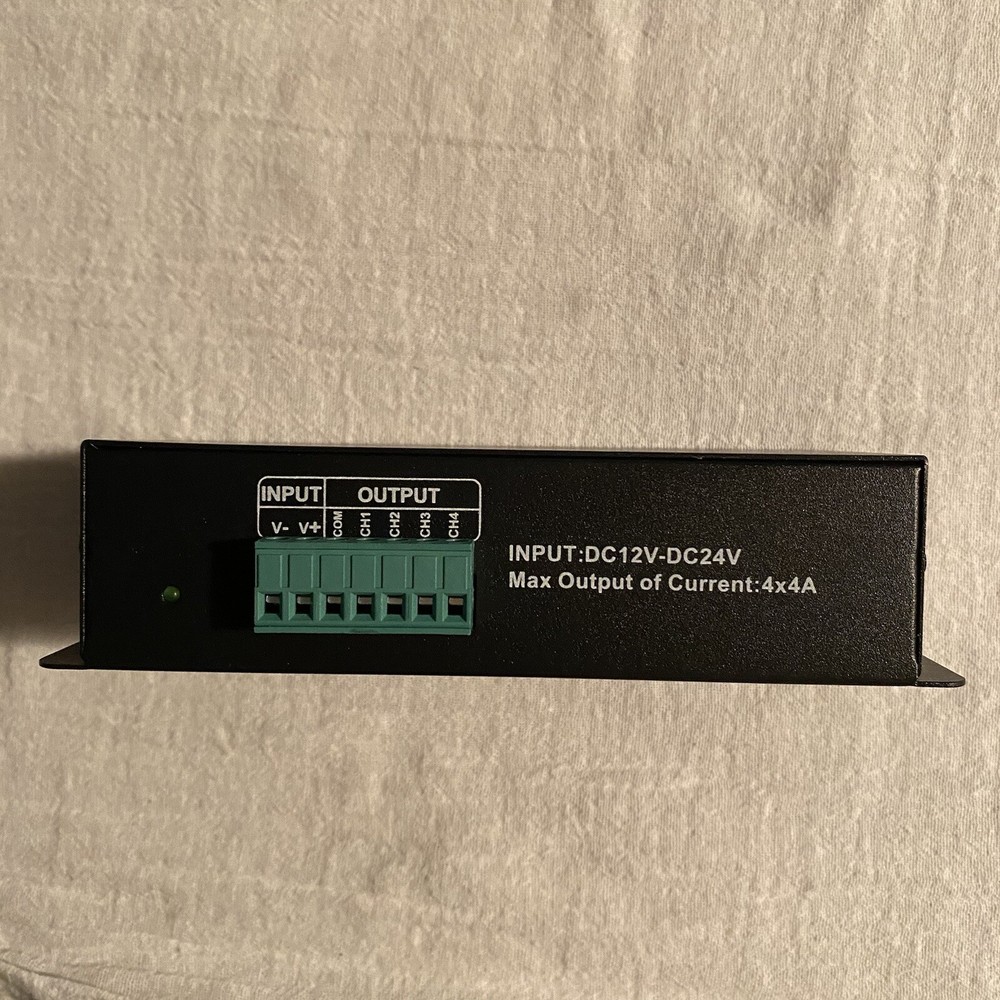 INPUT OUTPUT
V- V+ COM CH1 CH2 CH3 CH4
INPUT:DC12V-DC24V
Max Output of Current:4x4A